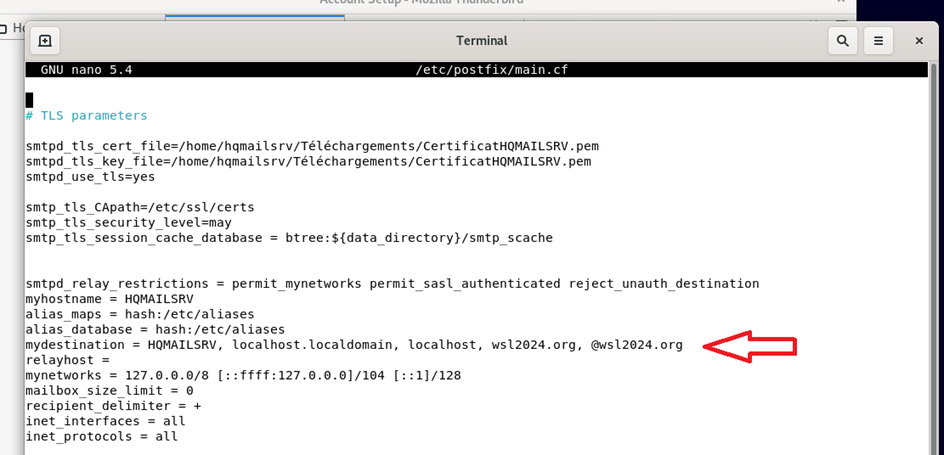 Account Setup - Mozilla Thunderbird
Terminal
GNU nano 5.4 /etc/postfix/main.cf
# TLS parameters
smtpd_tls_cert_file=/home/hqmailsrv/Téléchargements/CertificatHQMAILSRV.pem
smtpd_tls_key_file=/home/hqmailsrv/Téléchargements/CertificatHQMAILSRV.pem
smtpd_use_tls=yes
smtp_tls_CApath=/etc/ssl/certs
smtp_tls_security_level=may
smtp_tls_session_cache_database = btree:${data_directory}/smtp_scache
smtpd_relay_restrictions = permit_mynetworks permit_sasl_authenticated reject_unauth_destination
myhostname = HQMAILSRV
alias_maps = hash:/etc/aliases
alias_database = hash:/etc/aliases
mydestination = HQMAILSRV, localhost.localdomain, localhost, wsl2024.org, @wsl2024.org
relayhost =
mynetworks = 127.0.0.0/8 [::ffff:127.0.0.0]/104 [::1]/128
mailbox_size_limit = 0
recipient_delimiter = +
inet_interfaces = all
inet_protocols = all